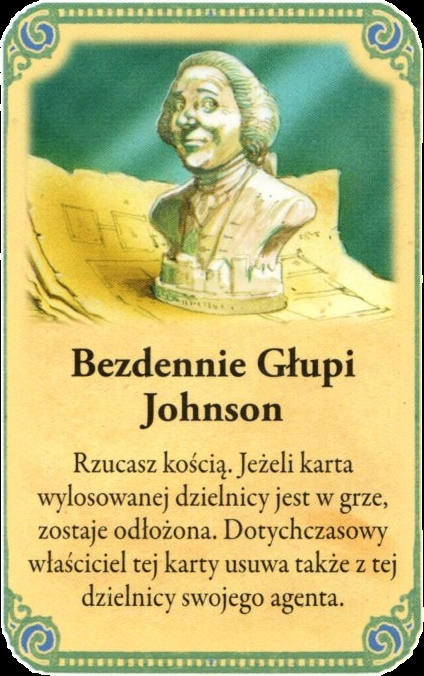 Bezdennie Głupi
Johnson
Rzucasz kością. Jeżeli karta
wylosowanej dzielnicy jest w grze,
zostaje odłożona. Dotychczasowy
właściciel tej karty usuwa także z tej
dzielnicy swojego agenta.